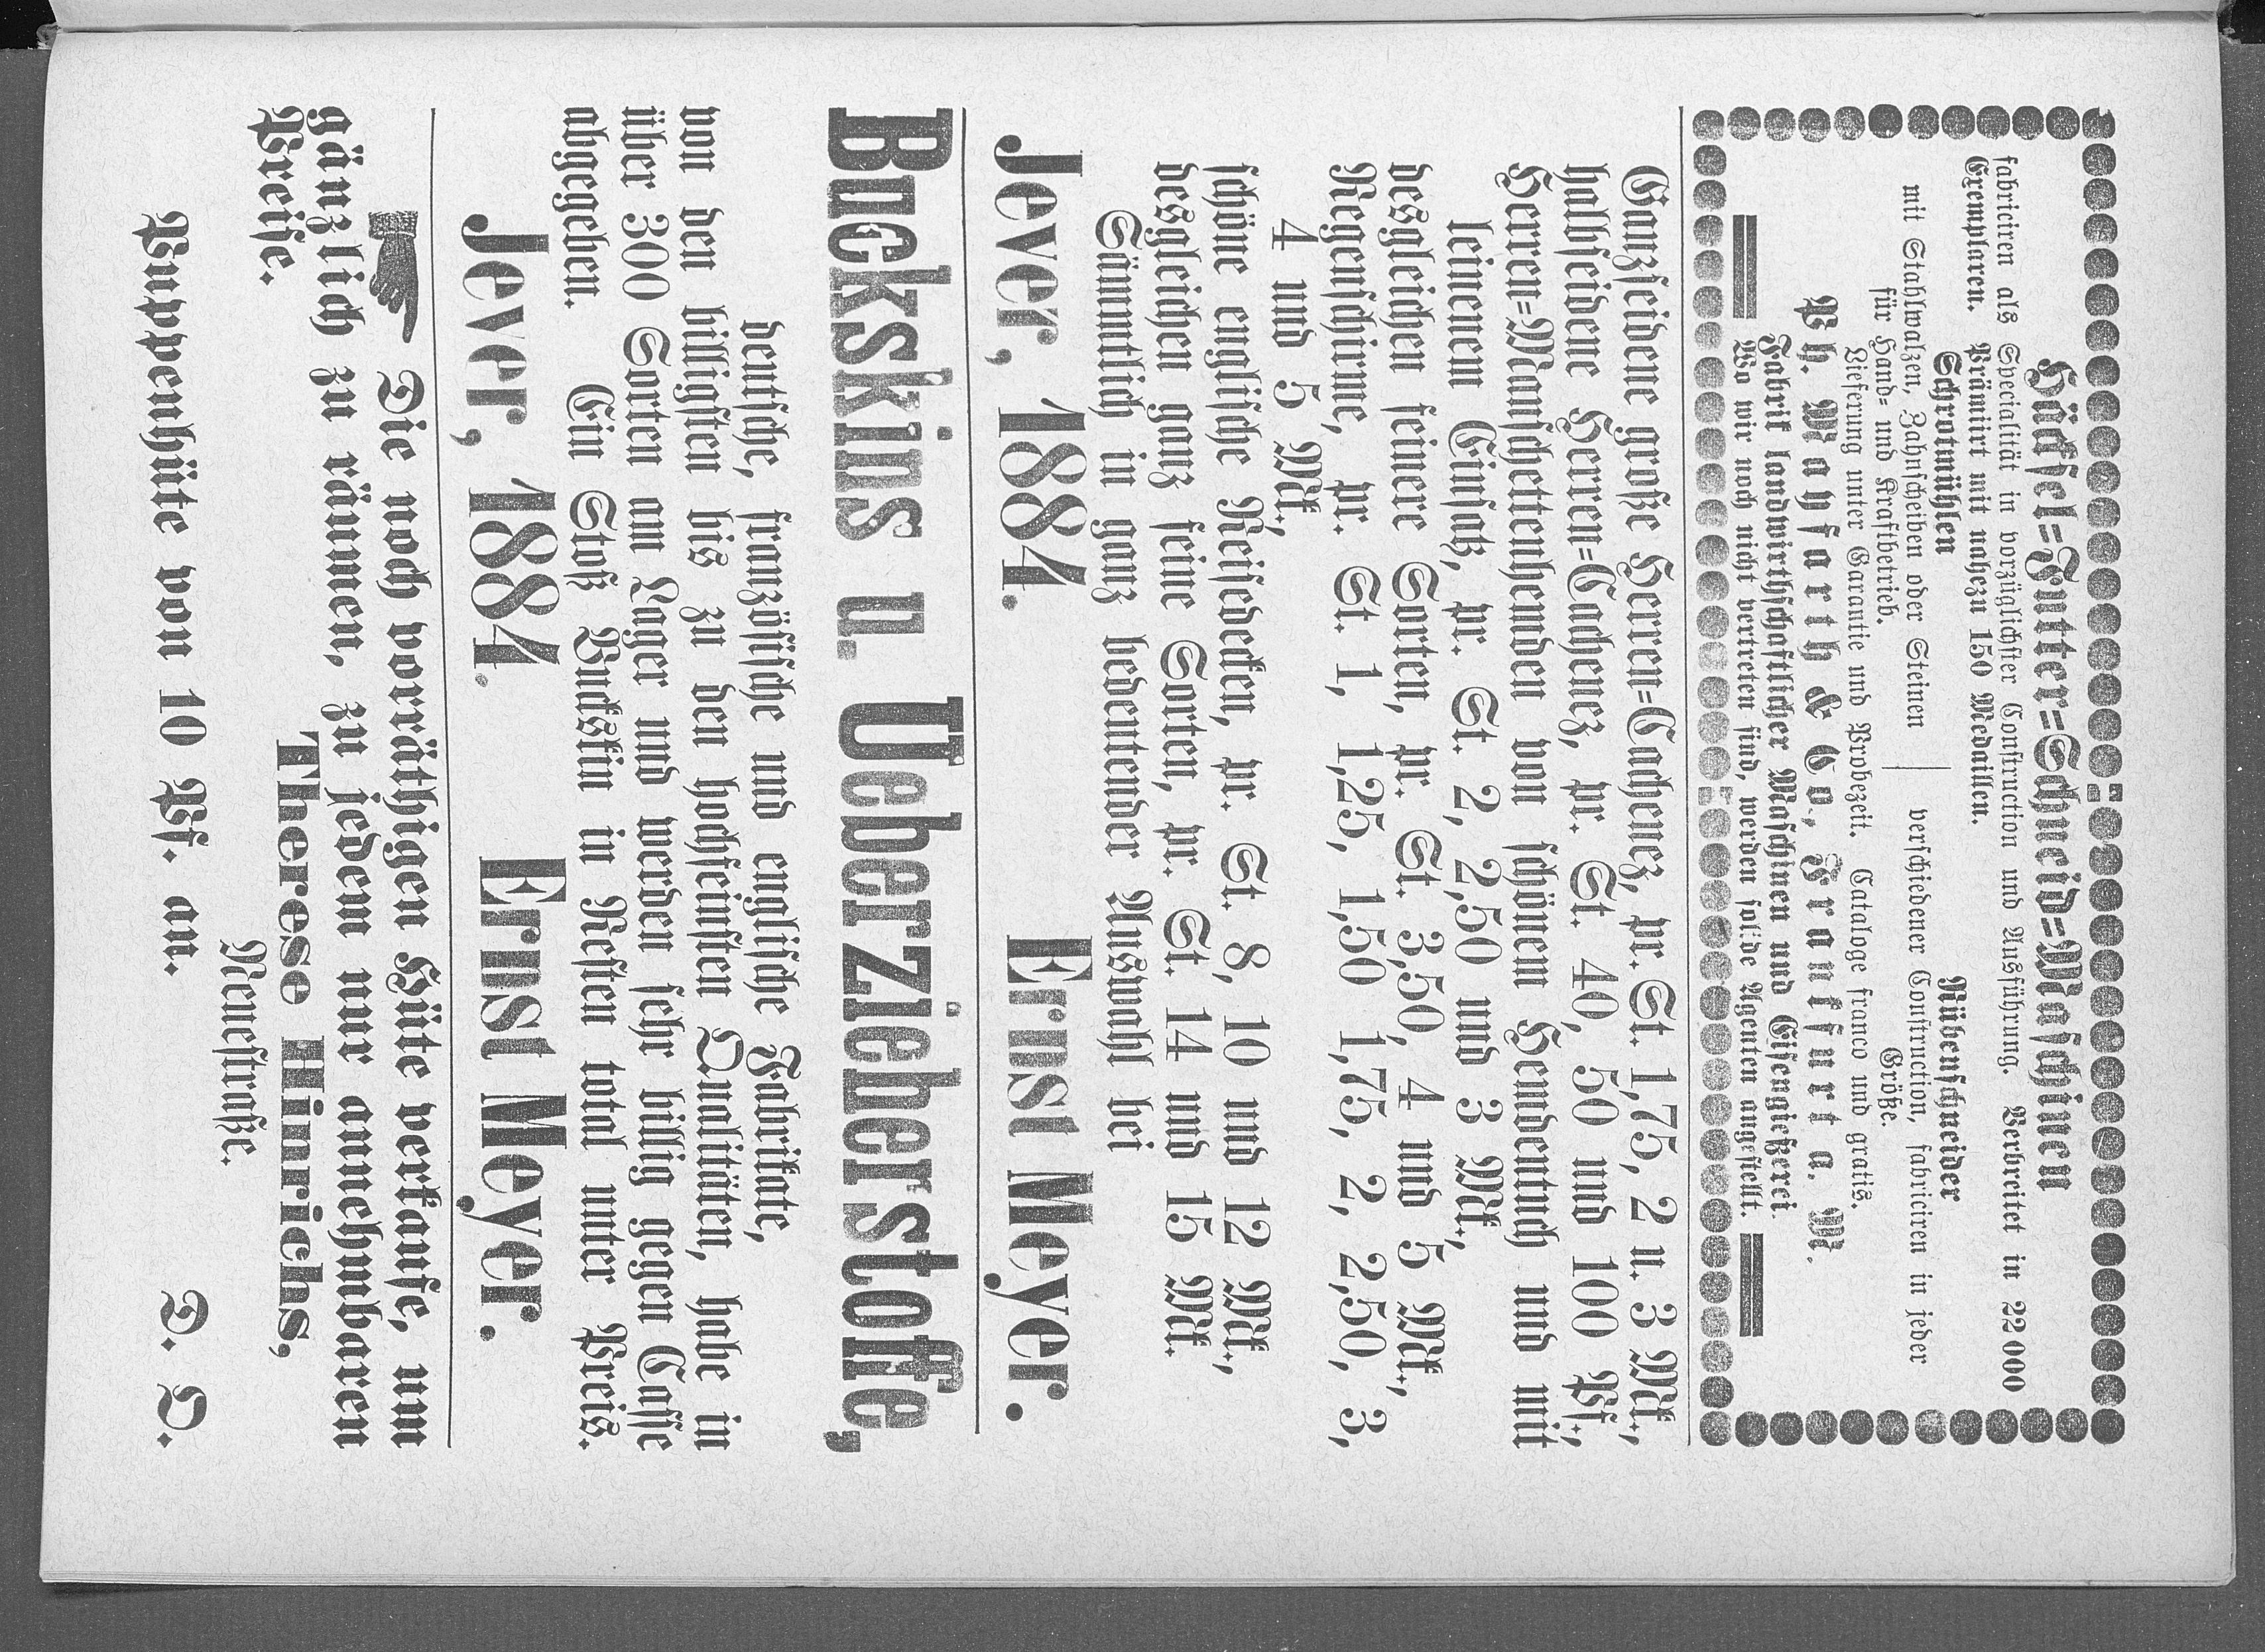 Häcksel=Futter=Schneid=Maschinen
fabriciren als Specialität in vorzüglichster Construction und Ausführung. Verbreitet in 22 000
Exemplaren. Prämiirt mit nahezu 150 Medaillen.
Schrotmühlen
mit Stahlwalzen, Zahnscheiben oder Steinen
für Hand= und Kraftbetrieb.
Rübenschneider
verschiedener Construction, fabriciren in jeder
Größe.
Lieferung unter Garantie und Probezeit. Cataloge franco und gratis.
Ph. Mayfarth & Co., Frankfurt a. M.
Fabrik landwirthschaftlicher Maschinen und Eisengießerei.
Wo wir noch nicht vertreten sind, werden solide Agenten angestellt.
Ganzseidene große Herren=Cachenez, pr. St. 1,75, 2 u. 3 Mk.,
halbseidene Herren=Cachenez, pr. St. 40, 50 und 100 Pf.,
Herren=Manschettenhemden von schönem Hemdentuch und mit
leinenem Einsatz, pr. St. 2, 2,50 und 3 Mk.,
desgleichen feinere Sorten, pr. St. 3,50, 4 und 5 Mk.,
Regenschirme, pr. St. 1, 1,25, 1,50 1,75, 2, 2,50, 3,
4 und 5 Mk.,
schöne englische Reisedecken, pr. St. 8, 10 und 12 Mk.,
desgleichen ganz feine Sorten, pr. St. 14 und 15 Mk.
Sämmtlich in ganz bedeutender Auswahl bei
Jever, 1884. Ernst Meyer.
Buckskins u. Ueberzieherstoffe,
deutsche, französische und englische Fabrikate,
von den billigsten bis zu den hochfeinsten Qualitäten, habe in
über 300 Sorten am Lager und werden sehr billig gegen Casse
abgegeben. Ein Stoß Buckskin in Resten total unter Preis.
Jever, 1884. Ernst Meyer.
Die noch vorräthigen Hüte verkaufe, um
gänzlich zu räumen, zu jedem nur annehmbaren
Preise. Therese Hinrichs,
Neuestraße.
Puppenhüte von 10 Pf. an. D. O.